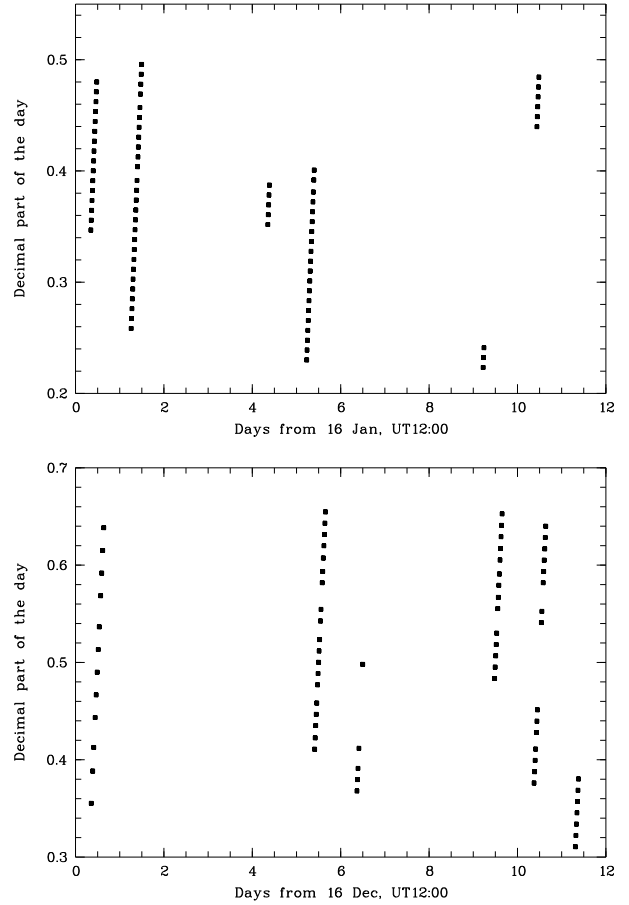 0.5
0.4
0.3
0.2
Decimal part of the day
0 2 4 6 8 10 12
Days from 16 Jan, UT12:00
0.7
0.6
0.5
0.4
0.3
Decimal part of the day
0 2 4 6 8 10 12
Days from 16 Dec, UT12:00